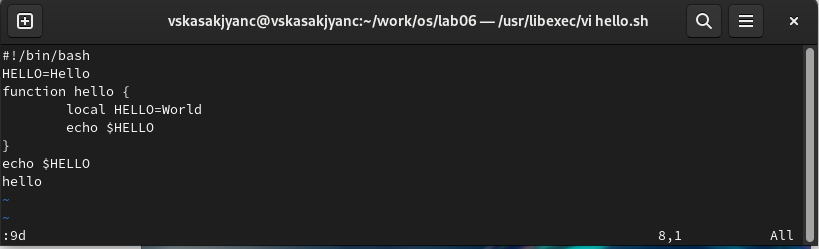 vskasakjyanc@vskasakjyanc:~/work/os/lab06 — /usr/libexec/vi hello.sh
#!/bin/bash
HELLO=Hello
function hello {
        local HELLO=World
        echo $HELLO
}
echo $HELLO
hello
~
~
:9d 8,1 All